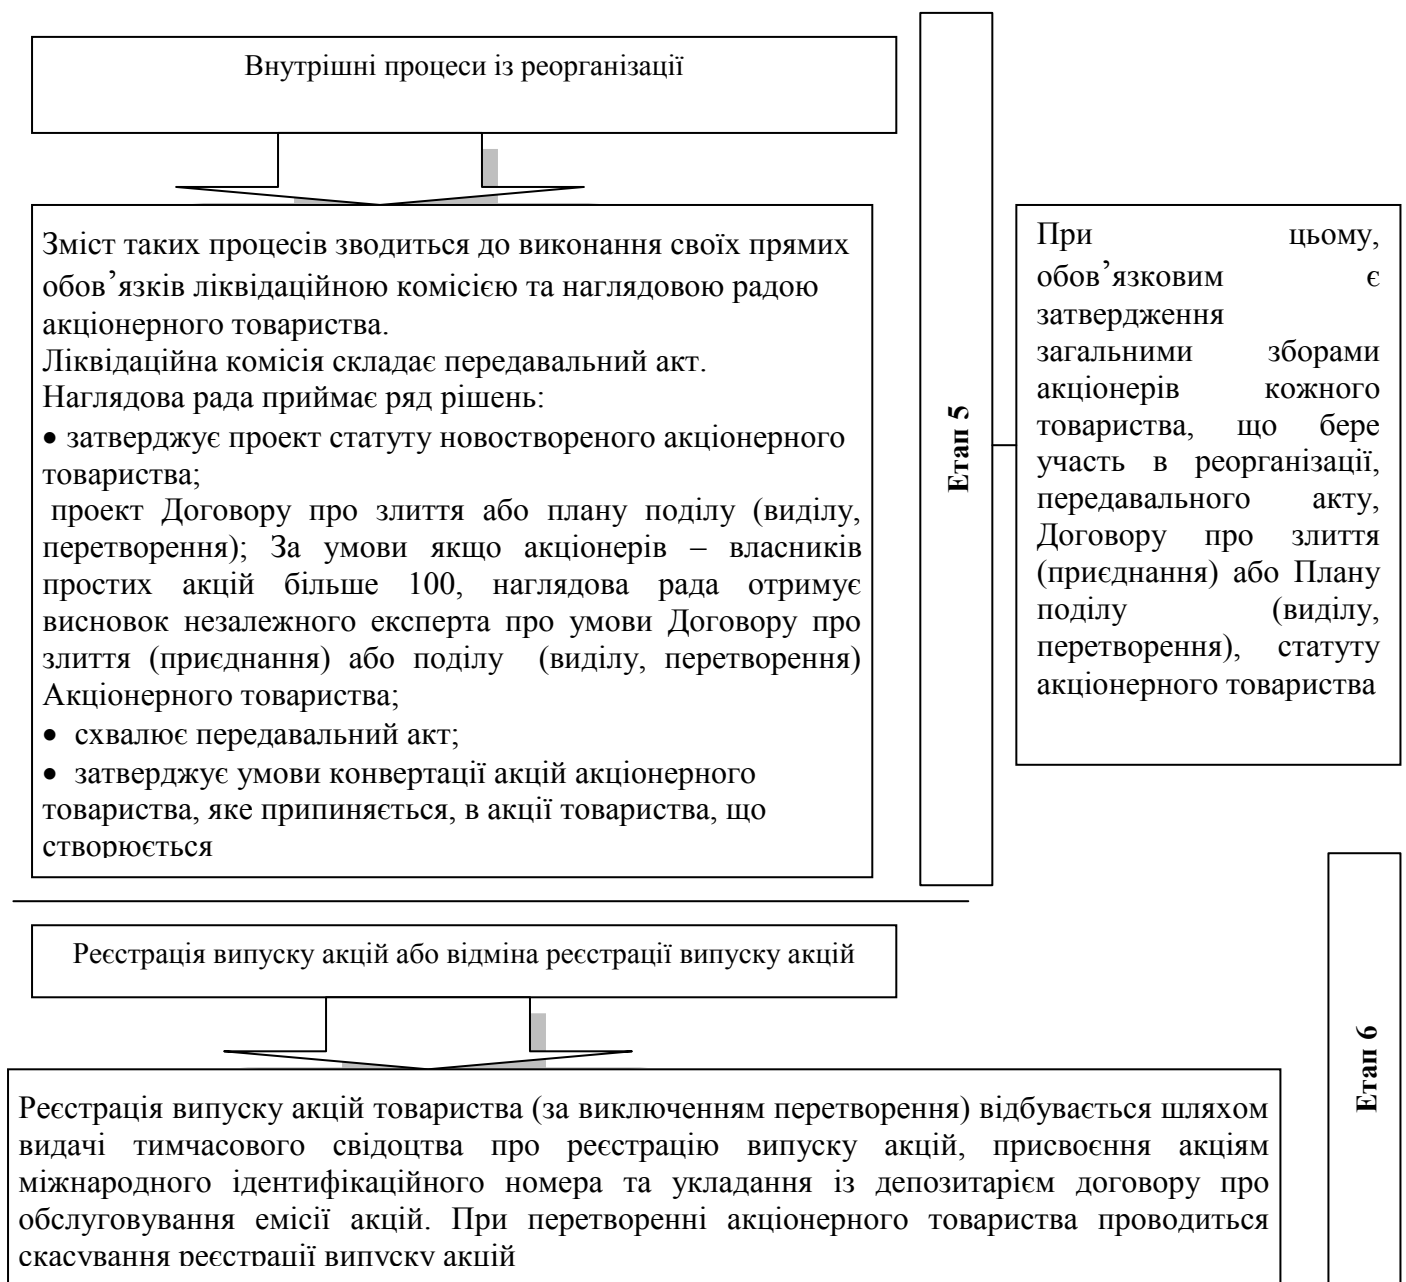 Внутрішні процеси із реорганізації
Зміст таких процесів зводиться до виконання своїх прямих
обов’язків ліквідаційною комісією та наглядовою радою
акціонерного товариства.
Ліквідаційна комісія складає передавальний акт.
Наглядова рада приймає ряд рішень:
• затверджує проект статуту новоствореного акціонерного
товариства;
проект Договору про злиття або плану поділу (виділу,
перетворення); За умови якщо акціонерів – власників
простих акцій більше 100, наглядова рада отримує
висновок незалежного експерта про умови Договору про
злиття (приєднання) або поділу (виділу, перетворення)
Акціонерного товариства;
• схвалює передавальний акт;
• затверджує умови конвертації акцій акціонерного
товариства, яке припиняється, в акції товариства, що
створюється
Етап 5
При цьому,
обов’язковим є
затвердження
загальними зборами
акціонерів кожного
товариства, що бере
участь в реорганізації,
передавального акту,
Договору про злиття
(приєднання) або Плану
поділу (виділу,
перетворення), статуту
акціонерного товариства
Реєстрація випуску акцій або відміна реєстрації випуску акцій
Реєстрація випуску акцій товариства (за виключенням перетворення) відбувається шляхом
видачі тимчасового свідоцтва про реєстрацію випуску акцій, присвоєння акціям
міжнародного ідентифікаційного номера та укладання із депозитарієм договору про
обслуговування емісії акцій. При перетворенні акціонерного товариства проводиться
скасування реєстрації випуску акцій
Етап 6